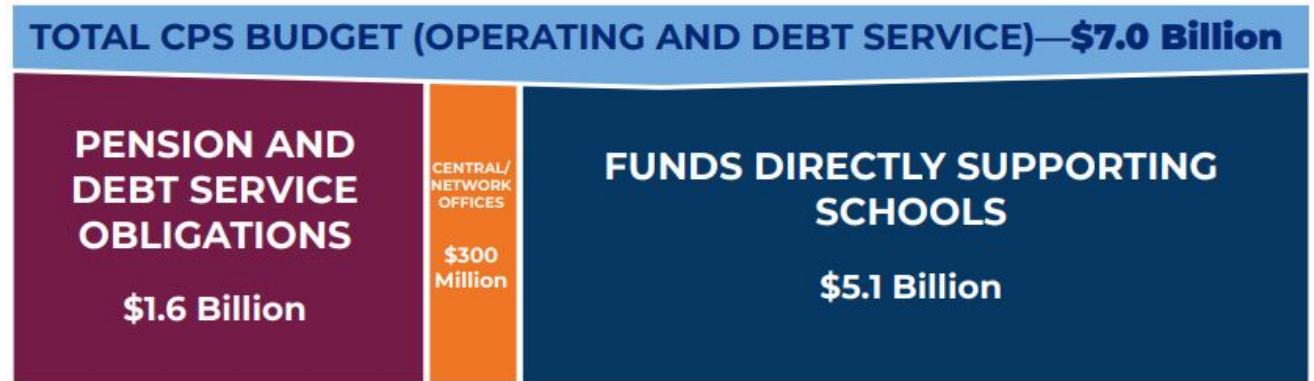 TOTAL CPS BUDGET (OPERATING AND DEBT SERVICE)—$7.0 Billion
PENSION AND
DEBT SERVICE
OBLIGATIONS
$1.6 Billion
CENTRAL/
NETWORK
OFFICES
$300
Million
FUNDS DIRECTLY SUPPORTING
SCHOOLS
$5.1 Billion